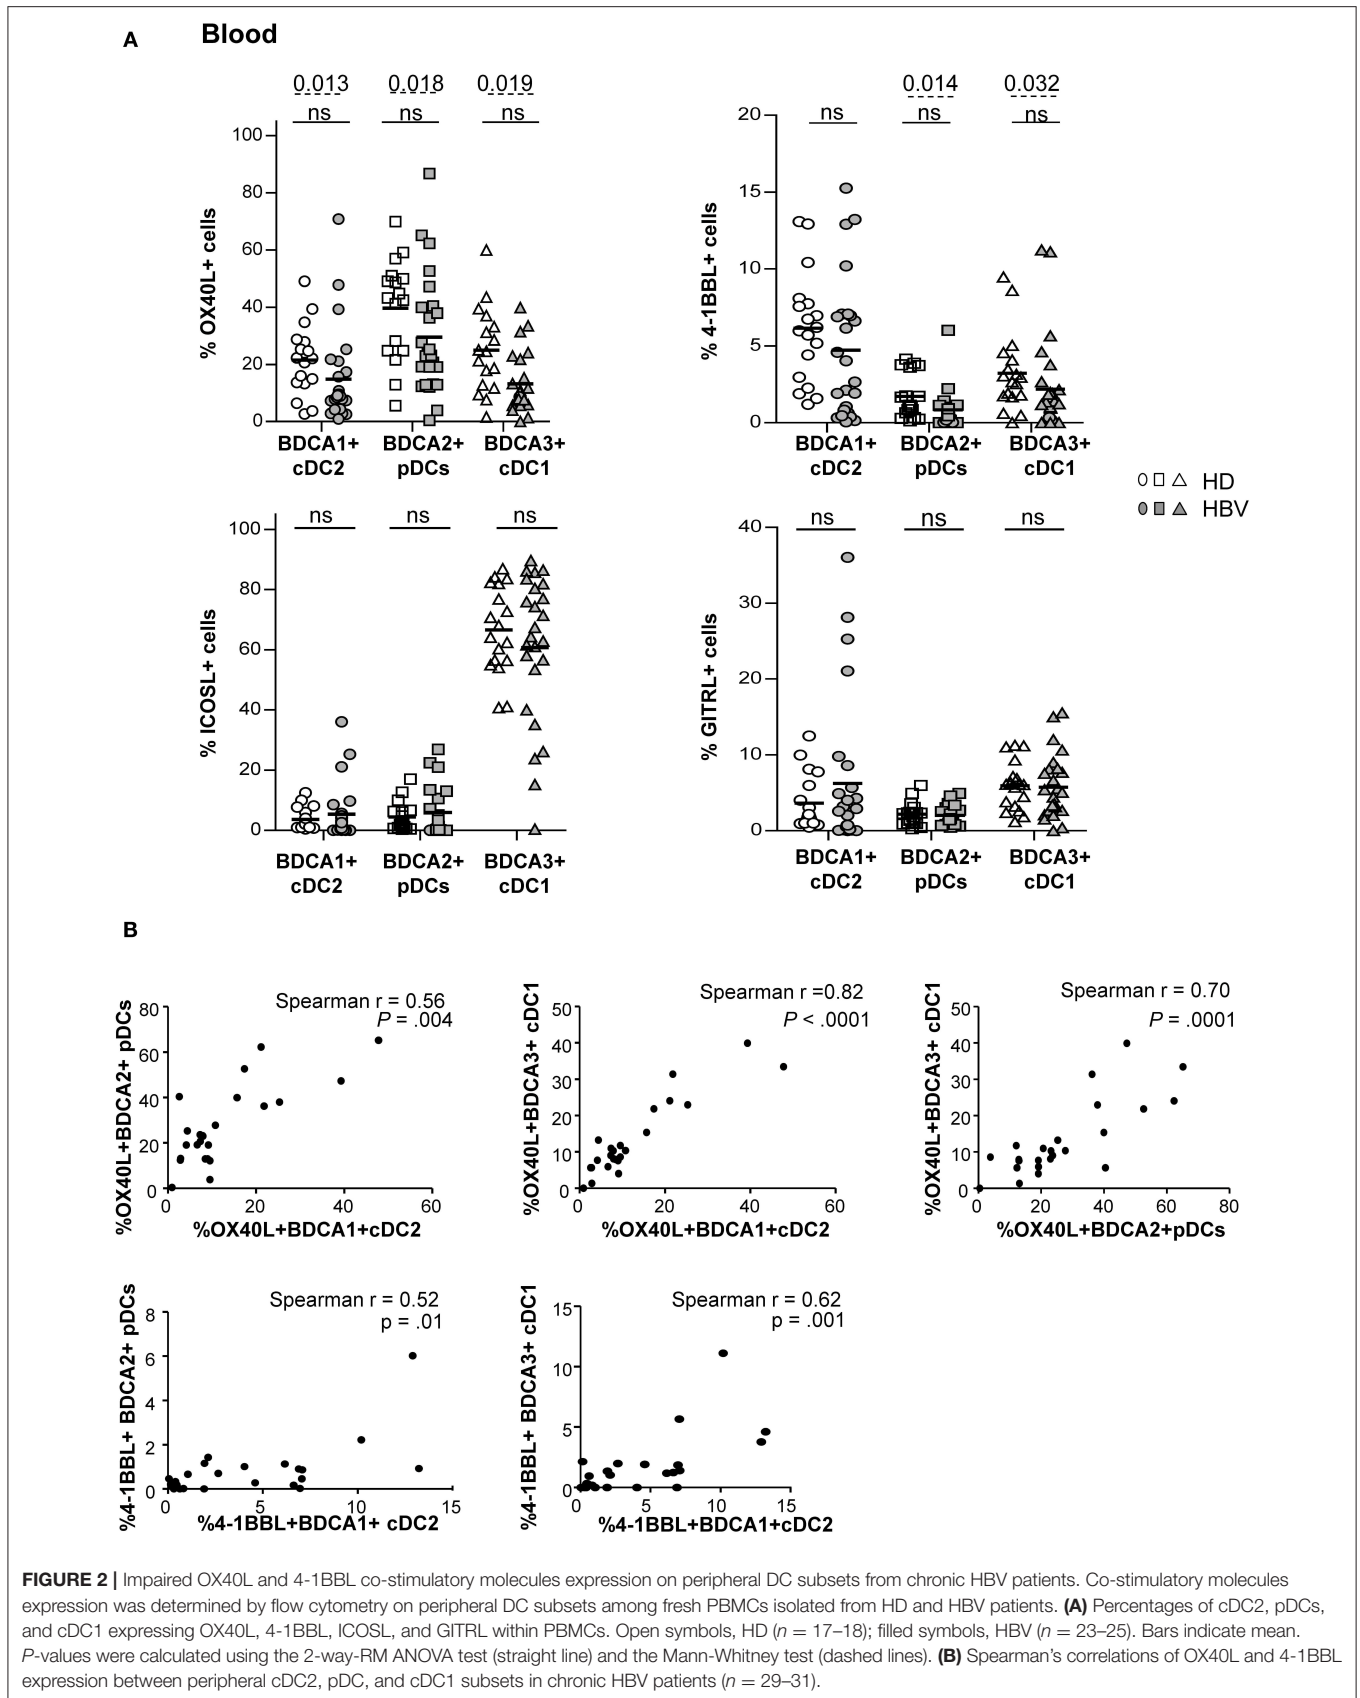 A Blood
0.013 0.018 0.019
ns ns ns
% OX40L+ cells
100
80
60
40
20
0
BDCA1+ BDCA2+ BDCA3+
cDC2 pDCs cDC1
0.014 0.032
ns ns ns
% 4-1BBL+ cells
20
15
10
5
0
BDCA1+ BDCA2+ BDCA3+
cDC2 pDCs cDC1
HD
HBV
ns ns ns
% ICOSL+ cells
100
80
60
40
20
0
BDCA1+ BDCA2+ BDCA3+
cDC2 pDCs cDC1
ns ns ns
% GITRL+ cells
40
30
20
10
0
BDCA1+ BDCA2+ BDCA3+
cDC2 pDCs cDC1
B
Spearman r = 0.56
P = .004
%OX40L+BDCA2+ pDCs
80
60
40
20
0
0 20 40 60
%OX40L+BDCA1+cDC2
Spearman r =0.82
P < .0001
%OX40L+BDCA3+ cDC1
50
40
30
20
10
0
0 20 40 60
%OX40L+BDCA1+cDC2
Spearman r = 0.70
P = .0001
%OX40L+BDCA3+ cDC1
50
40
30
20
10
0
0 20 40 60 80
%OX40L+BDCA2+pDCs
Spearman r = 0.52
p = .01
%4-1BBL+ BDCA2+ pDCs
8
6
4
2
0
0 5 10 15
%4-1BBL+BDCA1+ cDC2
Spearman r = 0.62
p = .001
%4-1BBL+ BDCA3+ cDC1
15
10
5
0
0 5 10 15
%4-1BBL+BDCA1+cDC2
FIGURE 2 | Impaired OX40L and 4-1BBL co-stimulatory molecules expression on peripheral DC subsets from chronic HBV patients. Co-stimulatory molecules
expression was determined by flow cytometry on peripheral DC subsets among fresh PBMCs isolated from HD and HBV patients. (A) Percentages of cDC2, pDCs,
and cDC1 expressing OX40L, 4-1BBL, ICOSL, and GITRL within PBMCs. Open symbols, HD (n = 17–18); filled symbols, HBV (n = 23–25). Bars indicate mean.
P-values were calculated using the 2-way-RM ANOVA test (straight line) and the Mann-Whitney test (dashed lines). (B) Spearman's correlations of OX40L and 4-1BBL
expression between peripheral cDC2, pDC, and cDC1 subsets in chronic HBV patients (n = 29–31).